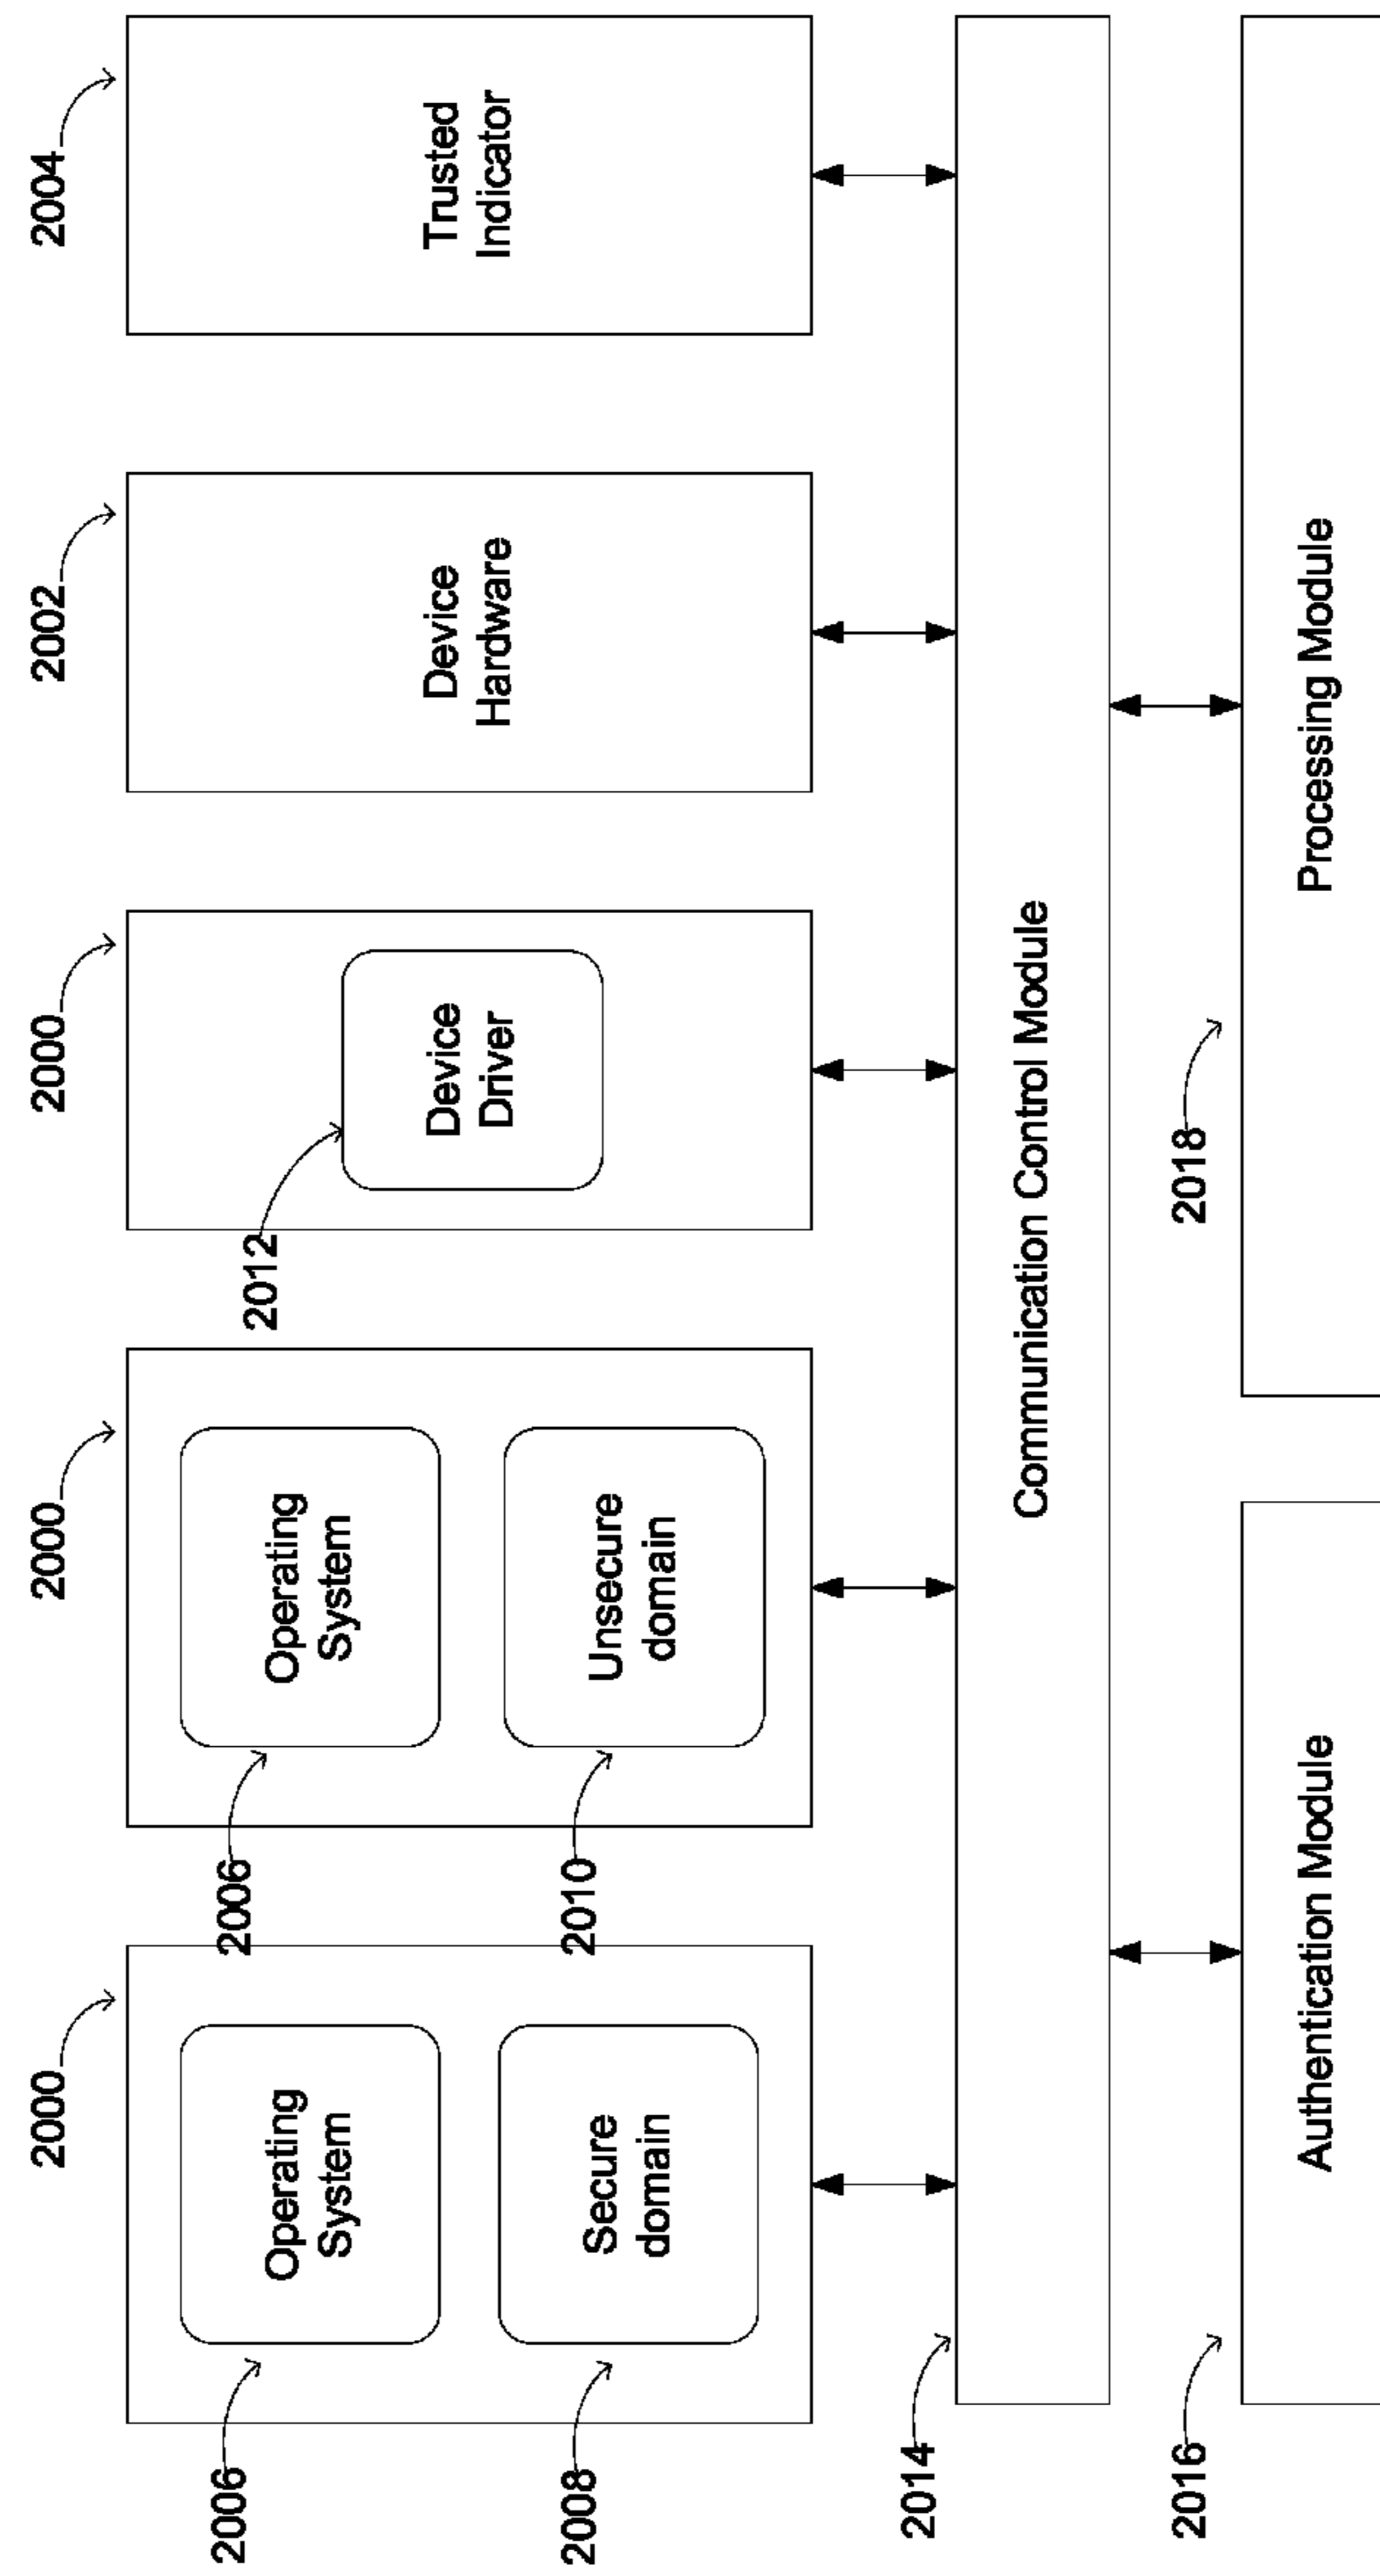 2000
2000
2000
2002
2004
2006
Operating
System
2006
Operating
System
2012
Device
Driver
Device
Hardware
Trusted
Indicator
2008
Secure
domain
2010
Unsecure
domain
2014
Communication Control Module
2016
2018
Authentication Module
Processing Module